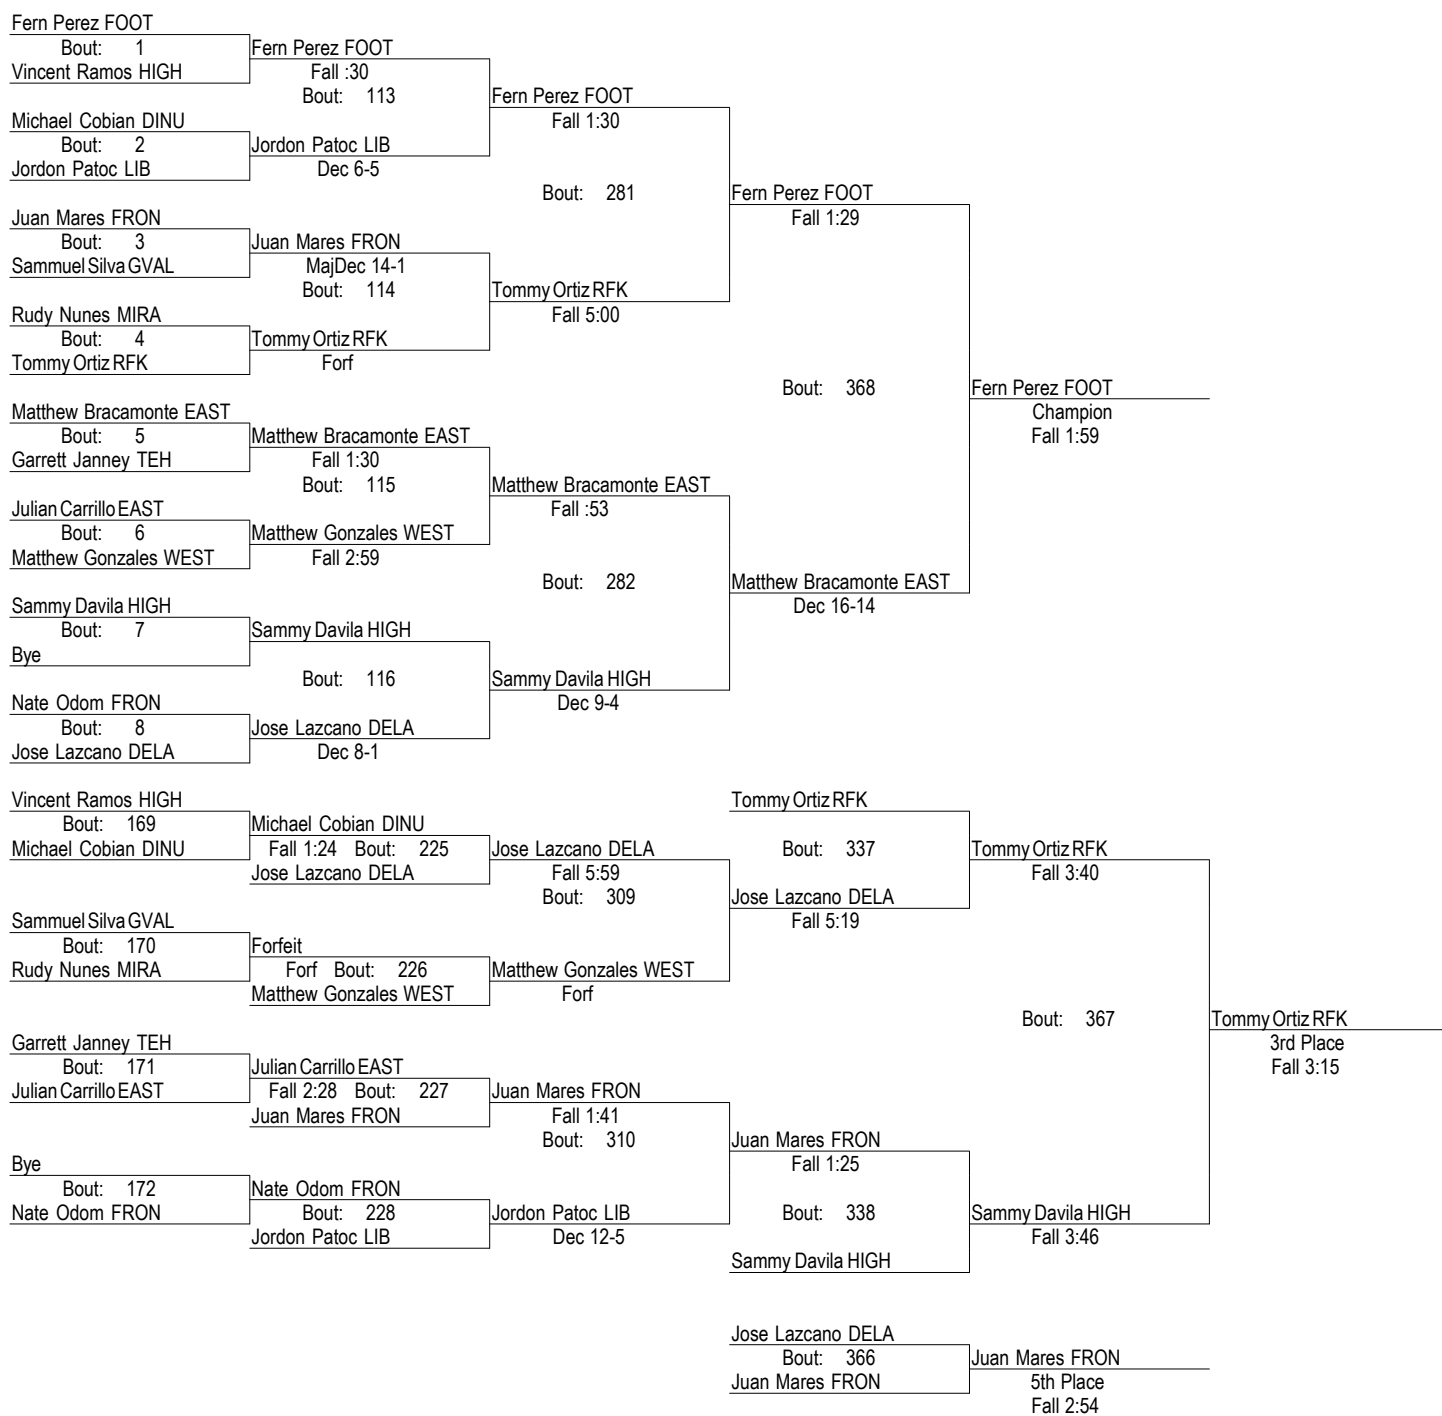 Fern Perez FOOT
Bout: 1
Fern Perez FOOT
Vincent Ramos HIGH
Fall :30
Bout: 113
Fern Perez FOOT
Michael Cobian DINU
Fall 1:30
Bout: 2
Jordon Patoc LIB
Jordon Patoc LIB
Dec 6-5
Bout: 281
Fern Perez FOOT
Juan Mares FRON
Fall 1:29
Bout: 3
Juan Mares FRON
Sammuel Silva GVAL
MajDec 14-1
Bout: 114
Tommy Ortiz RFK
Rudy Nunes MIRA
Fall 5:00
Bout: 4
Tommy Ortiz RFK
Tommy Ortiz RFK
Forf
Bout: 368
Fern Perez FOOT
Matthew Bracamonte EAST
Champion
Bout: 5
Matthew Bracamonte EAST
Fall 1:59
Garrett Janney TEH
Fall 1:30
Bout: 115
Matthew Bracamonte EAST
Julian Carrillo EAST
Fall :53
Bout: 6
Matthew Gonzales WEST
Matthew Gonzales WEST
Fall 2:59
Bout: 282
Matthew Bracamonte EAST
Sammy Davila HIGH
Dec 16-14
Bout: 7
Sammy Davila HIGH
Bye
Bout: 116
Sammy Davila HIGH
Nate Odom FRON
Dec 9-4
Bout: 8
Jose Lazcano DELA
Jose Lazcano DELA
Dec 8-1
Vincent Ramos HIGH
Tommy Ortiz RFK
Bout: 169
Michael Cobian DINU
Michael Cobian DINU
Fall 1:24 Bout: 225
Jose Lazcano DELA
Bout: 337
Tommy Ortiz RFK
Jose Lazcano DELA
Fall 5:59
Fall 3:40
Bout: 309
Jose Lazcano DELA
Sammuel Silva GVAL
Fall 5:19
Bout: 170
Forfeit
Rudy Nunes MIRA
Forf Bout: 226
Matthew Gonzales WEST
Matthew Gonzales WEST
Forf
Bout: 367
Tommy Ortiz RFK
Garrett Janney TEH
3rd Place
Bout: 171
Julian Carrillo EAST
Fall 3:15
Julian Carrillo EAST
Fall 2:28 Bout: 227
Juan Mares FRON
Juan Mares FRON
Fall 1:41
Bout: 310
Juan Mares FRON
Bye
Fall 1:25
Bout: 172
Nate Odom FRON
Nate Odom FRON
Bout: 228
Jordon Patoc LIB
Bout: 338
Sammy Davila HIGH
Jordon Patoc LIB
Dec 12-5
Fall 3:46
Sammy Davila HIGH
Jose Lazcano DELA
Bout: 366
Juan Mares FRON
Juan Mares FRON
5th Place
Fall 2:54